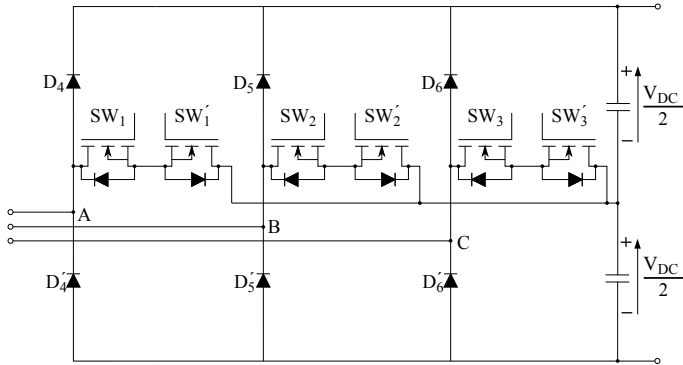 D4 D5 D6
SW1 SW1′ SW2 SW2′ SW3 SW3′
+
VDC
2
−
A
B
C
D4′ D5′ D6′
+
VDC
2
−